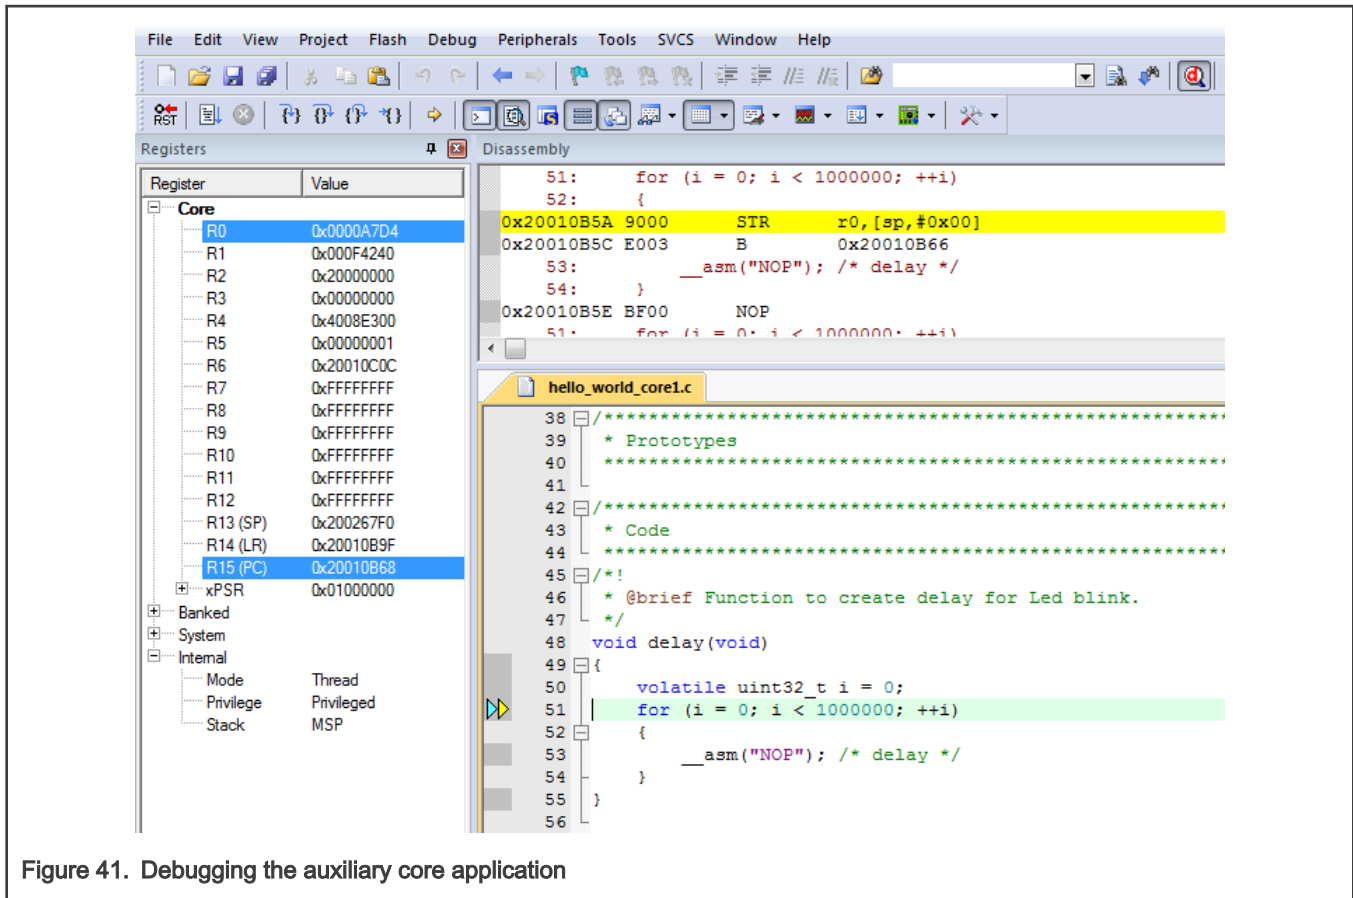 File Edit View Project Flash Debug Peripherals Tools SVCS Window Help
RST
Registers
Register Value
Core
R0 0x0000A7D4
R1 0x000F4240
R2 0x20000000
R3 0x00000000
R4 0x4008E300
R5 0x00000001
R6 0x20010C0C
R7 0xFFFFFFFF
R8 0xFFFFFFFF
R9 0xFFFFFFFF
R10 0xFFFFFFFF
R11 0xFFFFFFFF
R12 0xFFFFFFFF
R13 (SP) 0x200267F0
R14 (LR) 0x20010B9F
R15 (PC) 0x20010B68
xPSR 0x01000000
Banked
System
Internal
Mode Thread
Privilege Privileged
Stack MSP
Disassembly
51: for (i = 0; i < 1000000; ++i)
52: {
0x20010B5A 9000 STR r0,[sp,#0x00]
0x20010B5C E003 B 0x20010B66
53: __asm("NOP"); /* delay */
54: }
0x20010B5E BF00 NOP
51: for (i = 0; i < 1000000; ++i)
hello_world_core1.c
38 /*******************************************************
39 * Prototypes
40 *******************************************************
41
42 /*******************************************************
43 * Code
44 *******************************************************
45 /*!
46 * @brief Function to create delay for Led blink.
47 */
48 void delay(void)
49 {
50 volatile uint32_t i = 0;
51 for (i = 0; i < 1000000; ++i)
52 {
53 __asm("NOP"); /* delay */
54 }
55 }
56
Figure 41. Debugging the auxiliary core application